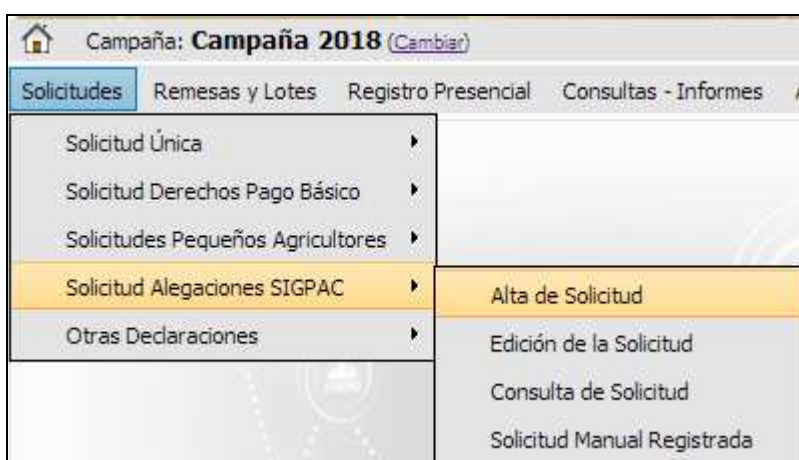 Campaña: Campaña 2018 (Cambiar)
Solicitudes Remesas y Lotes Registro Presencial Consultas - Informes
Solicitud Única
Solicitud Derechos Pago Básico
Solicitudes Pequeños Agricultores
Solicitud Alegaciones SIGPAC
Otras Declaraciones
Alta de Solicitud
Edición de la Solicitud
Consulta de Solicitud
Solicitud Manual Registrada